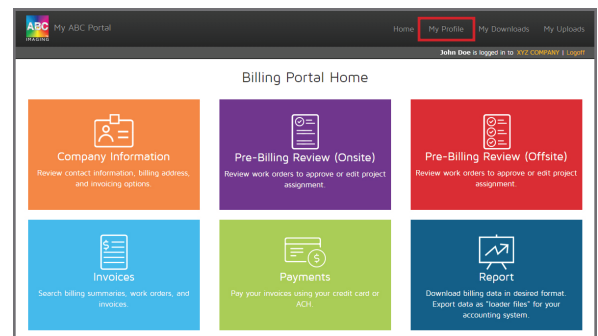 ABC
IMAGING
My ABC Portal
Home My Profile My Downloads My Uploads
John Doe is logged in to XYZ COMPANY | Logoff
Billing Portal Home
Company Information
Review contact information, billing address,
and invoicing options.
Pre-Billing Review (Onsite)
Review work orders to approve or edit project
assignment.
Pre-Billing Review (Offsite)
Review work orders to approve or edit project
assignment.
Invoices
Search billing summaries, work orders, and
invoices.
Payments
Pay your invoices using your credit card or
ACH.
Report
Download billing data in desired format.
Export data as "loader files" for your
accounting system.